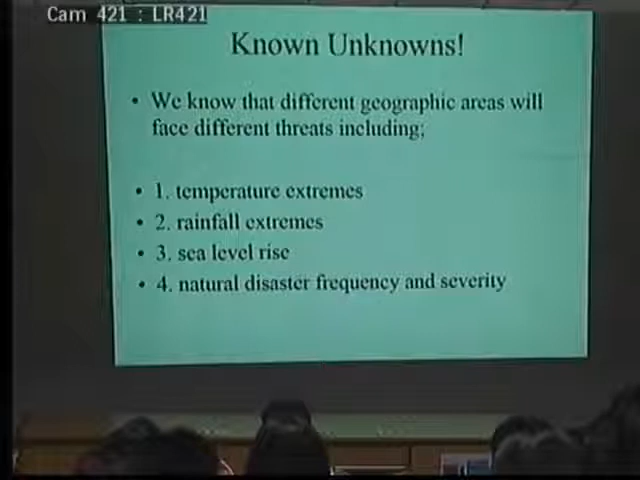 Cam 421 : LR421
Known Unknowns!
• We know that different geographic areas will
face different threats including;
• 1. temperature extremes
• 2. rainfall extremes
• 3. sea level rise
• 4. natural disaster frequency and severity